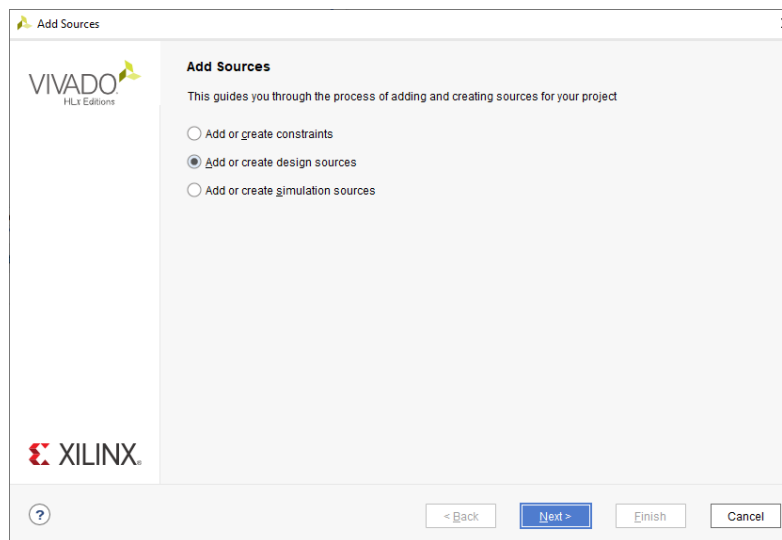 Add Sources
VIVADO.
HLx Editions
Add Sources
This guides you through the process of adding and creating sources for your project
Add or create constraints
Add or create design sources
Add or create simulation sources
XILINX.
?
< Back
Next >
Finish
Cancel